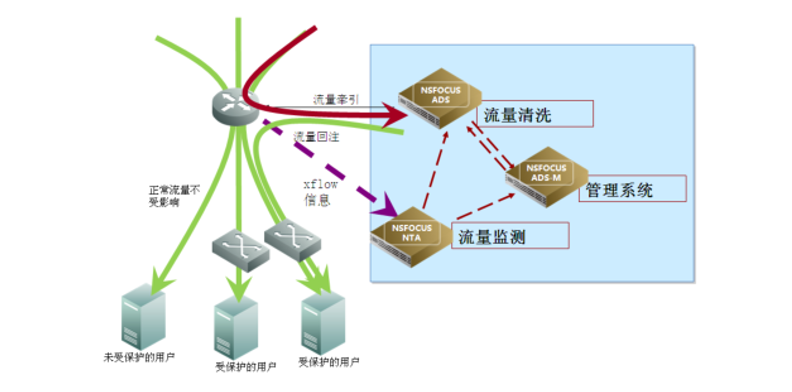 NSFOCUS
ADS
流量清洗
流量牵引
流量回注
xflow
信息
正常流量不
受影响
NSFOCUS
ADS-M
管理系统
NSFOCUS
NTA
流量监测
未受保护的用户
受保护的用户
受保护的用户